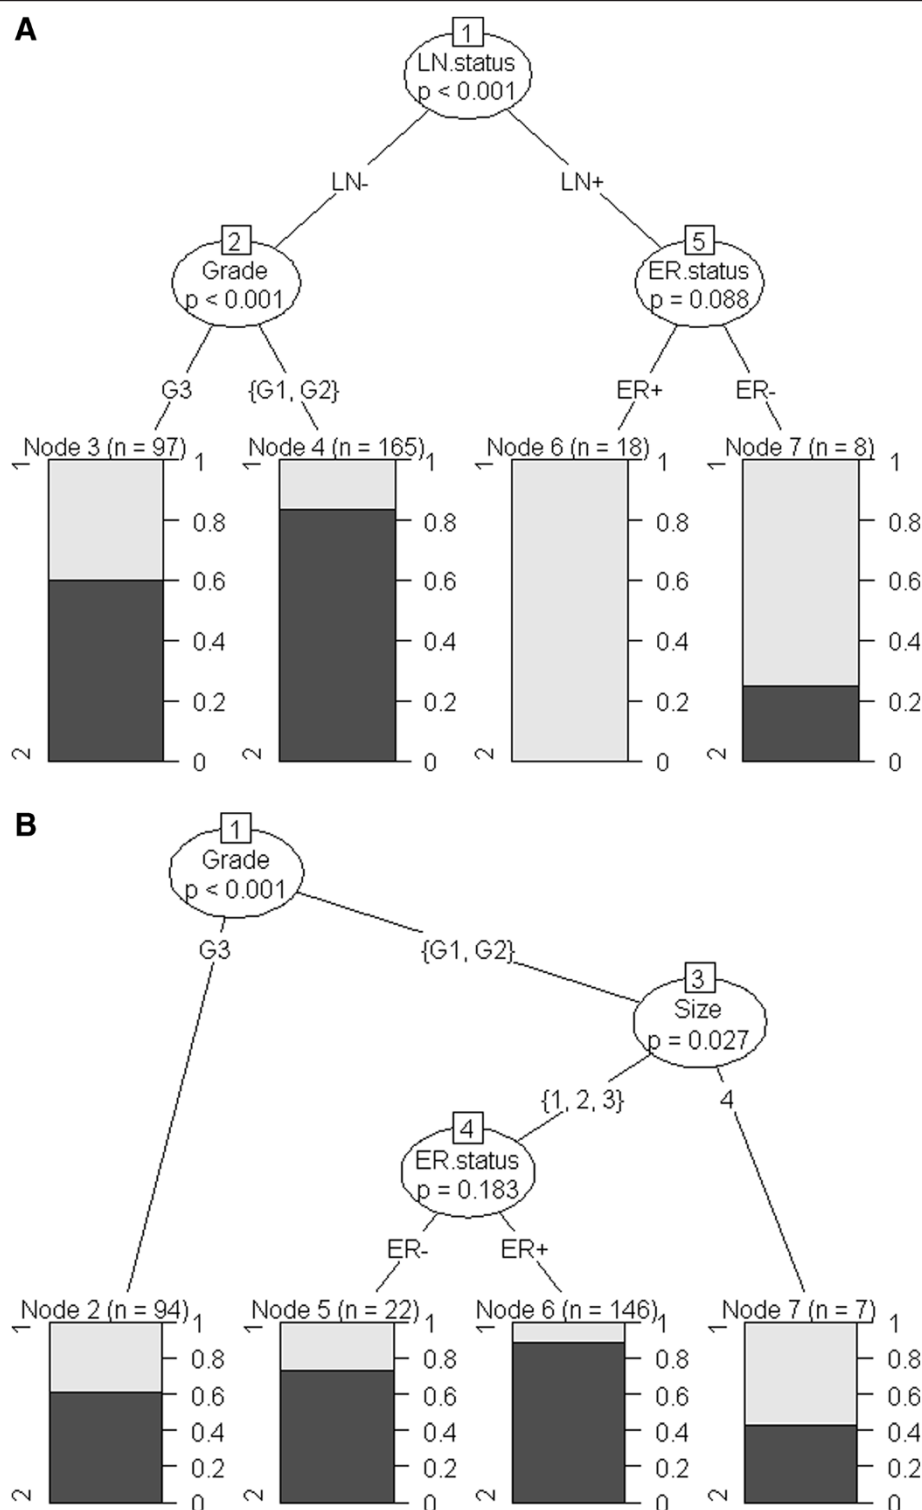 A
1
LN.status
p < 0.001
LN-
LN+
2
Grade
p < 0.001
5
ER.status
p = 0.088
G3
{G1, G2}
ER+
ER-
Node 3 (n = 97)
Node 4 (n = 165)
Node 6 (n = 18)
Node 7 (n = 8)
1 1 1 1 1 1 1 1
0.8 0.8 0.8 0.8
0.6 0.6 0.6 0.6
0.4 0.4 0.4 0.4
0.2 0.2 0.2 0.2
2 0 2 0 2 0 2 0
B
1
Grade
p < 0.001
G3
{G1, G2}
3
Size
p = 0.027
{1, 2, 3}
4
4
ER.status
p = 0.183
ER-
ER+
Node 2 (n = 94)
Node 5 (n = 22)
Node 6 (n = 146)
Node 7 (n = 7)
1 1 1 1 1 1 1 1
0.8 0.8 0.8 0.8
0.6 0.6 0.6 0.6
0.4 0.4 0.4 0.4
0.2 0.2 0.2 0.2
2 0 2 0 2 0 2 0